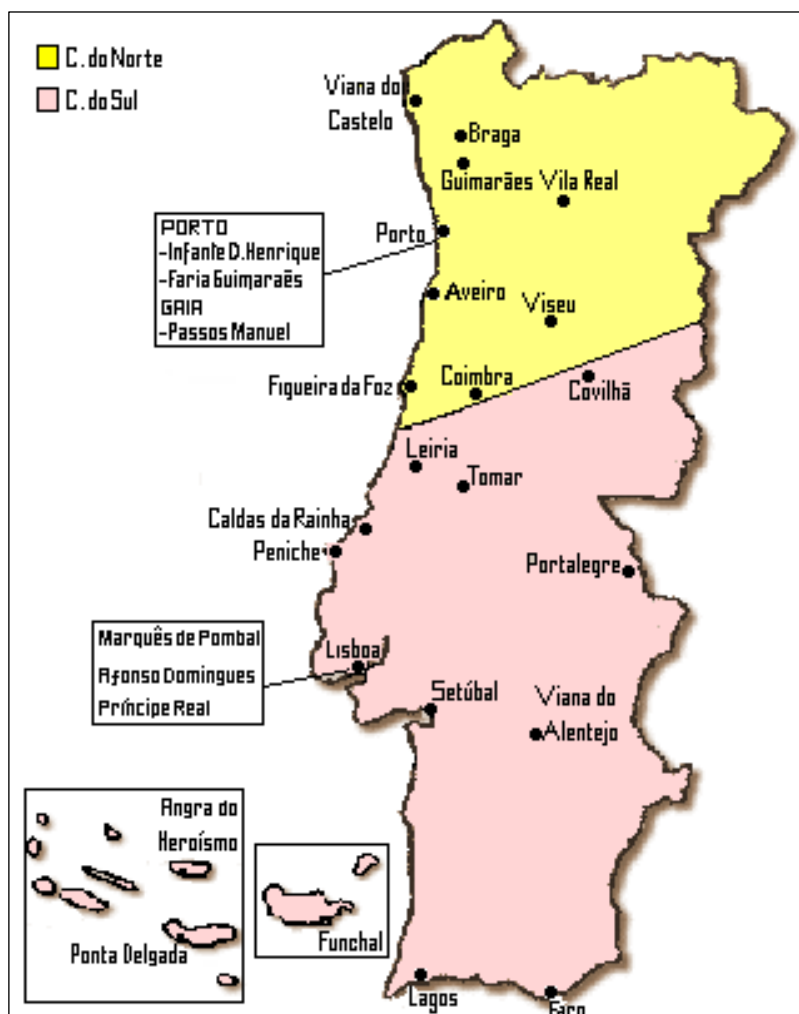 C. do Norte
C. do Sul
Viana do
Castelo
Braga
Guimarães
Vila Real
Porto
PORTO
-Infante D.Henrique
-Faria Guimaraês
GAIA
-Passos Manuel
Aveiro
Viseu
Figueira da Foz
Coimbra
Covilhã
Leiria
Tomar
Caldas da Rainha
Peniche
Portalegre
Marquês de Pombal
Afonso Domingues
Príncipe Real
Lisboa
Setúbal
Viana do
Alentejo
Angra do
Heroísmo
Ponta Delgada
Funchal
Lagos
Faro